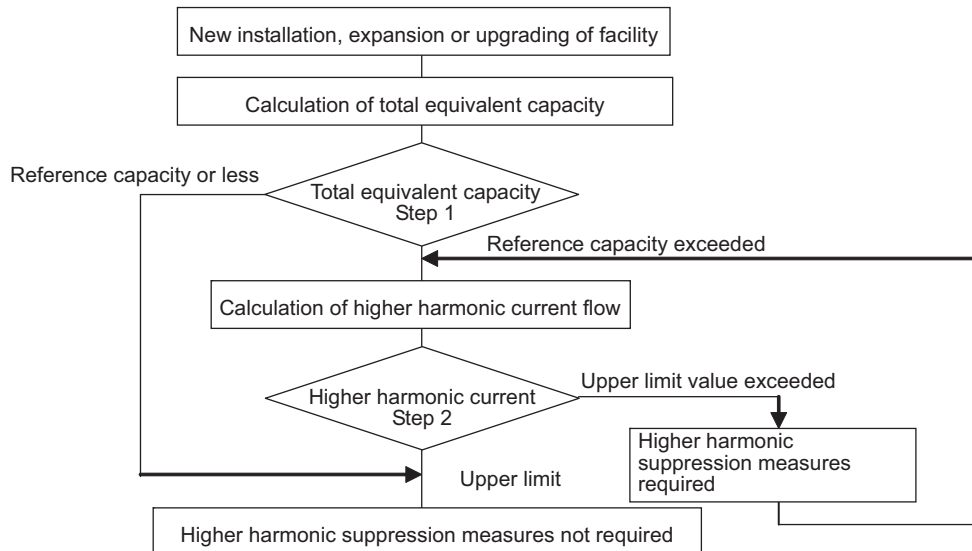 New installation, expansion or upgrading of facility
Calculation of total equivalent capacity
Reference capacity or less
Total equivalent capacity
Step 1
Reference capacity exceeded
Calculation of higher harmonic current flow
Upper limit value exceeded
Higher harmonic current
Step 2
Higher harmonic
suppression measures
required
Upper limit
Higher harmonic suppression measures not required